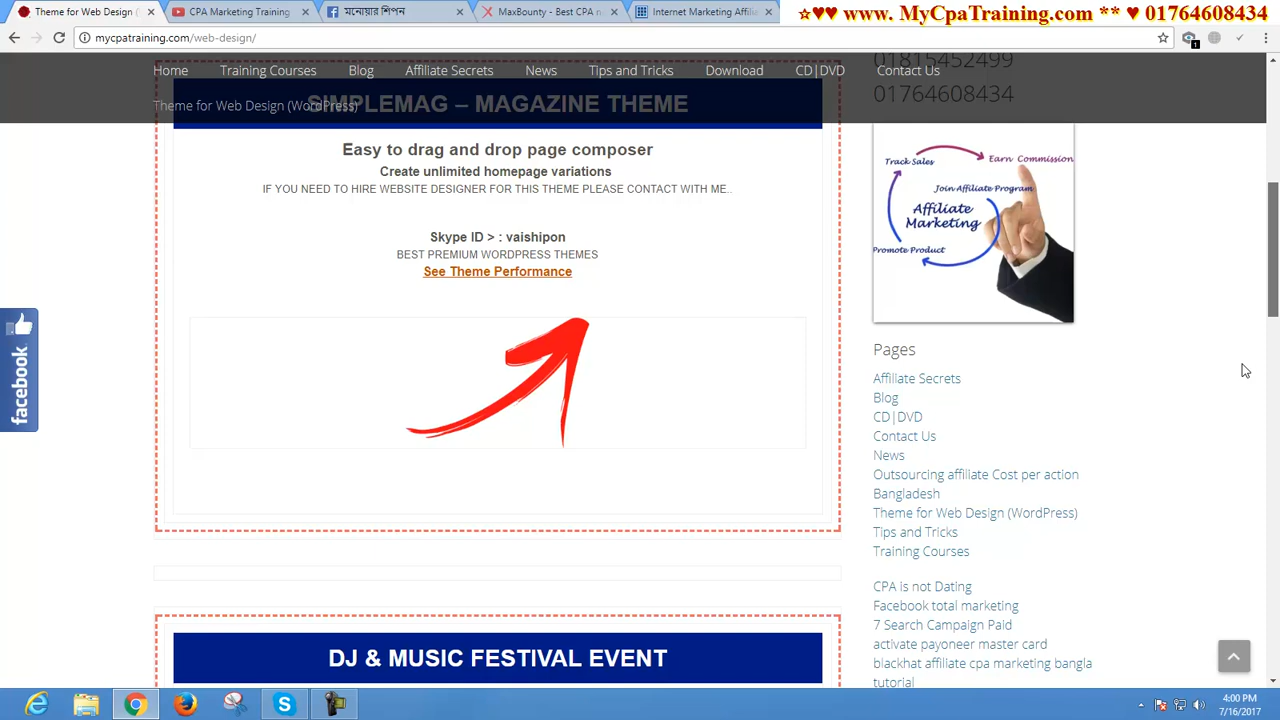 ☆♥♥ www. MyCpaTraining.com ** ♥ 01764608434
Theme for Web Design (
CPA Marketing Training
মনোয়ার শিপন
MaxBounty - Best CPA n
Internet Marketing Affili
mycpatraining.com/web-design/
1
Home
Training Courses
Blog
Affiliate Secrets
News
Tips and Tricks
Download
CD|DVD
Contact Us
Theme for Web Design (WordPress)
SIMPLEMAG – MAGAZINE THEME
Easy to drag and drop page composer
Create unlimited homepage variations
IF YOU NEED TO HIRE WEBSITE DESIGNER FOR THIS THEME PLEASE CONTACT WITH ME..
Skype ID > : vaishipon
BEST PREMIUM WORDPRESS THEMES
See Theme Performance
facebook
DJ & MUSIC FESTIVAL EVENT
01815452499
01764608434
Track Sales
Earn Commission
Join Affiliate Program
Affiliate
Marketing
Promote Product
Pages
Affiliate Secrets
Blog
CD|DVD
Contact Us
News
Outsourcing affiliate Cost per action
Bangladesh
Theme for Web Design (WordPress)
Tips and Tricks
Training Courses
CPA is not Dating
Facebook total marketing
7 Search Campaign Paid
activate payoneer master card
blackhat affiliate cpa marketing bangla
tutorial
4:00 PM
7/16/2017